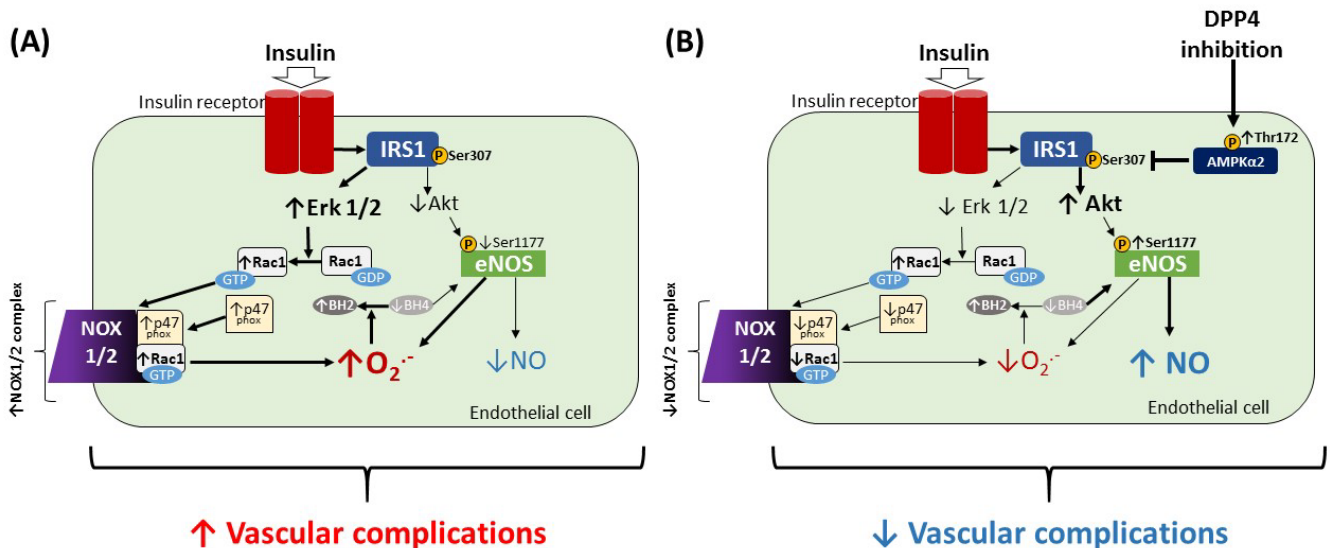 (A)
Insulin
Insulin receptor
IRS1
P Ser307
↑Erk 1/2
↓Akt
P ↓Ser1177
eNOS
↑Rac1
GTP
Rac1
GDP
↑BH2
↓BH4
↑p47
phox
NOX
1/2
↑p47
phox
↑Rac1
GTP
↑O₂·-
↓NO
↑NOX1/2 complex
Endothelial cell
↑ Vascular complications
(B)
DPP4
inhibition
Insulin
Insulin receptor
IRS1
P Ser307
P ↑Thr172
AMPKα2
↓ Erk 1/2
↑ Akt
P ↑Ser1177
eNOS
↑Rac1
GTP
Rac1
GDP
↑BH2
↓BH4
↓p47
phox
NOX
1/2
↓p47
phox
↓Rac1
GTP
↓O₂·-
↑ NO
↓NOX1/2 complex
Endothelial cell
↓ Vascular complications